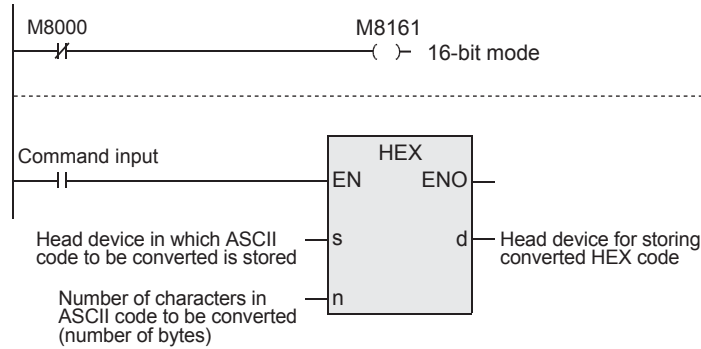 M8000
M8161
16-bit mode
Command input
HEX
EN
ENO
Head device in which ASCII
code to be converted is stored
s
d
Head device for storing
converted HEX code
Number of characters in
ASCII code to be converted
(number of bytes)
n